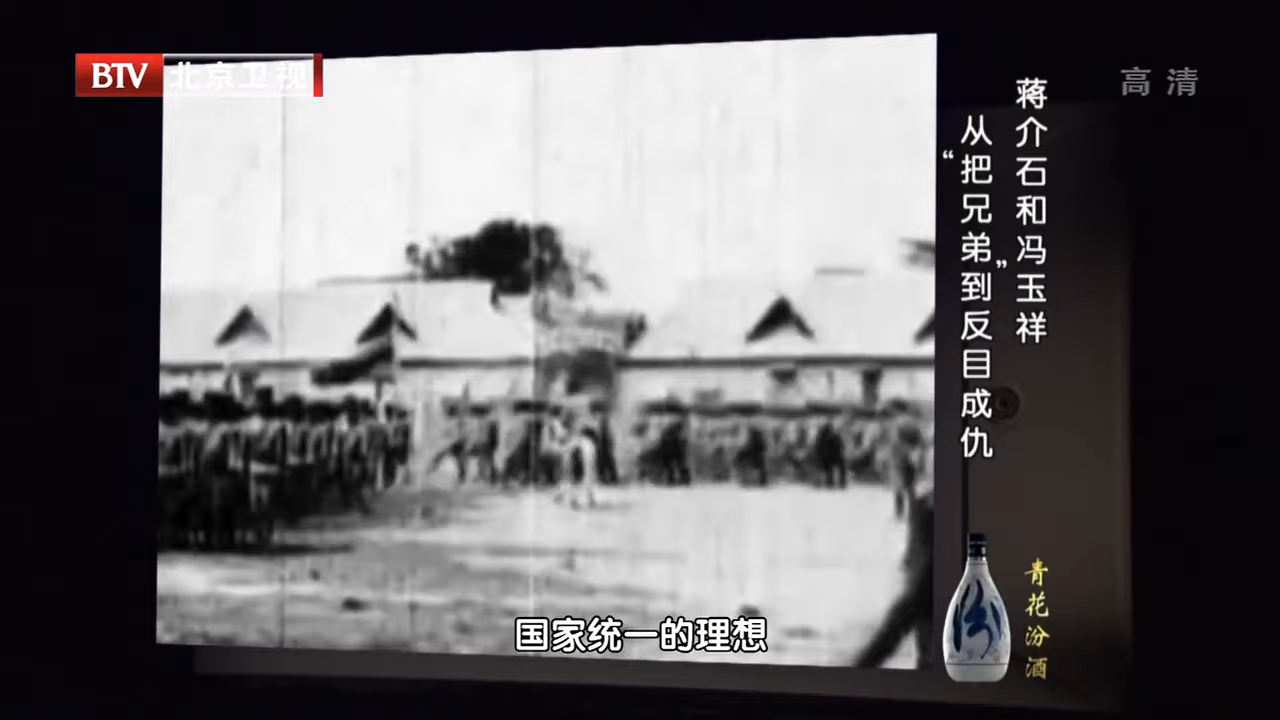 BTV 北京卫视
高清
蒋介石和冯玉祥
从“把兄弟”到反目成仇
汾
青花汾酒
国家统一的理想